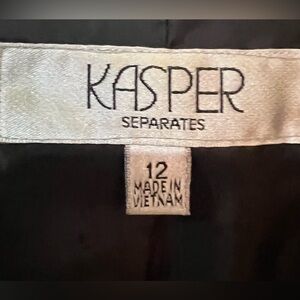 KASPER
SEPARATES
12
MADE IN
VIETNAM